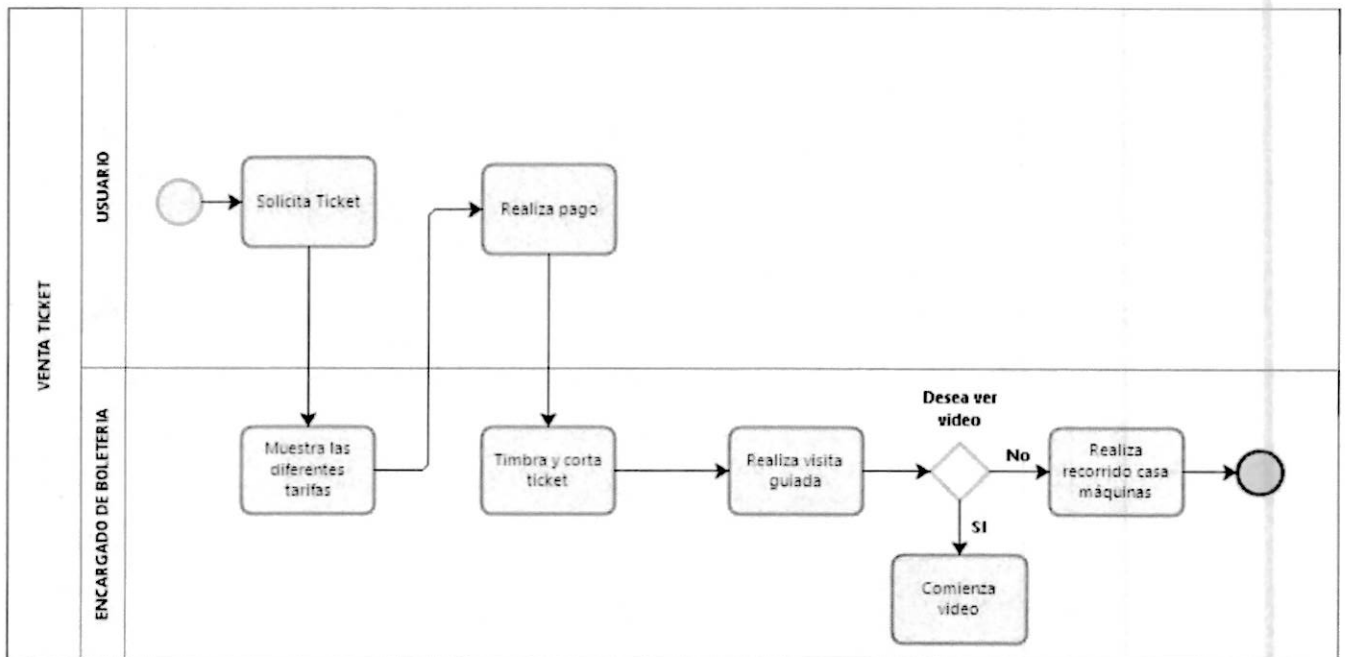 VENTA TICKET
USUARIO
Solicita Ticket
Realiza pago
ENCARGADO DE BOLETERIA
Muestra las
diferentes
tarifas
Timbra y corta
ticket
Realiza visita
guiada
Desea ver
video
No
Realiza
recorrido casa
máquinas
SI
Comienza
video